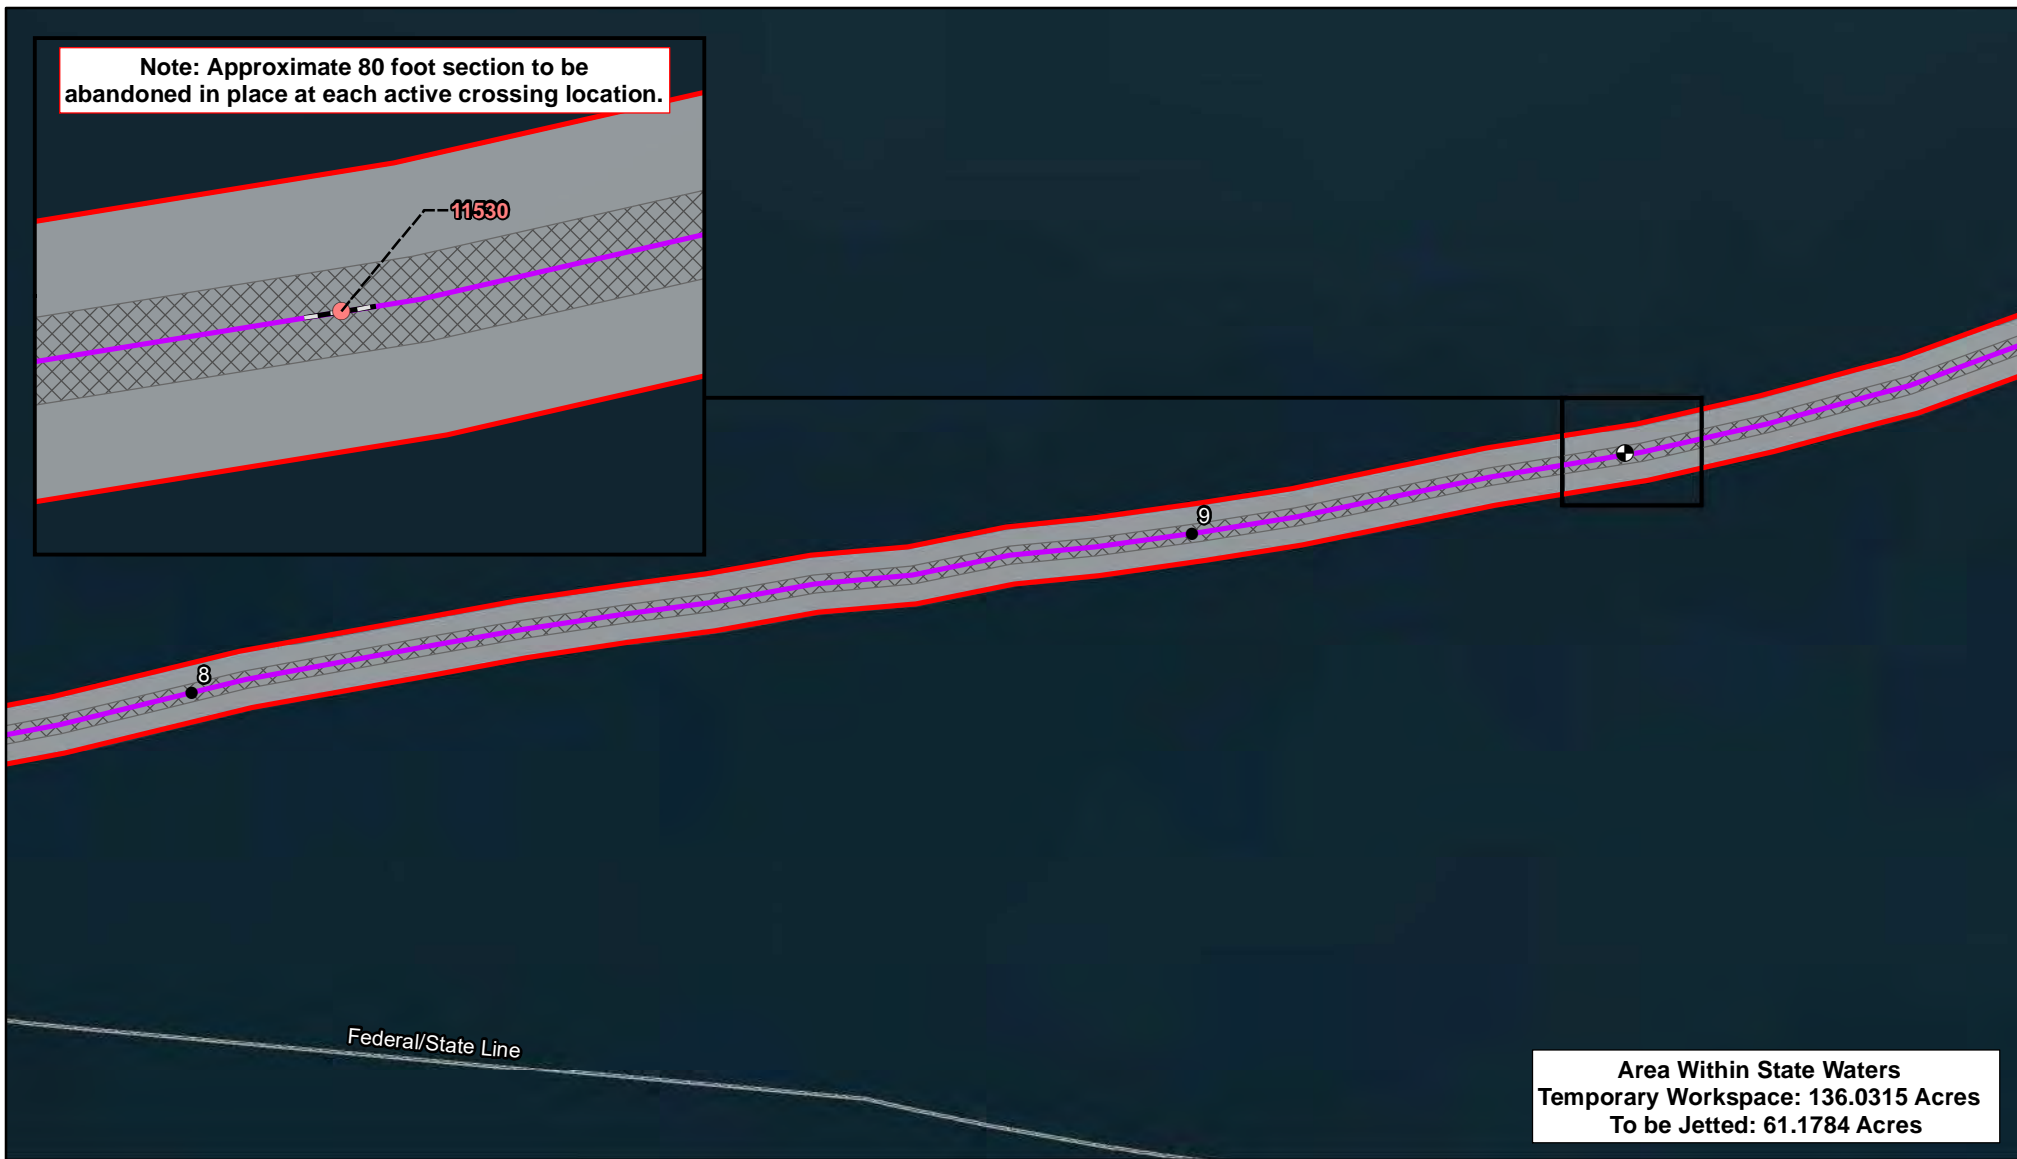 Note: Approximate 80 foot section to be
abandoned in place at each active crossing location.
11530
9
8
Federal/State Line
Area Within State Waters
Temporary Workspace: 136.0315 Acres
To be Jetted: 61.1784 Acres